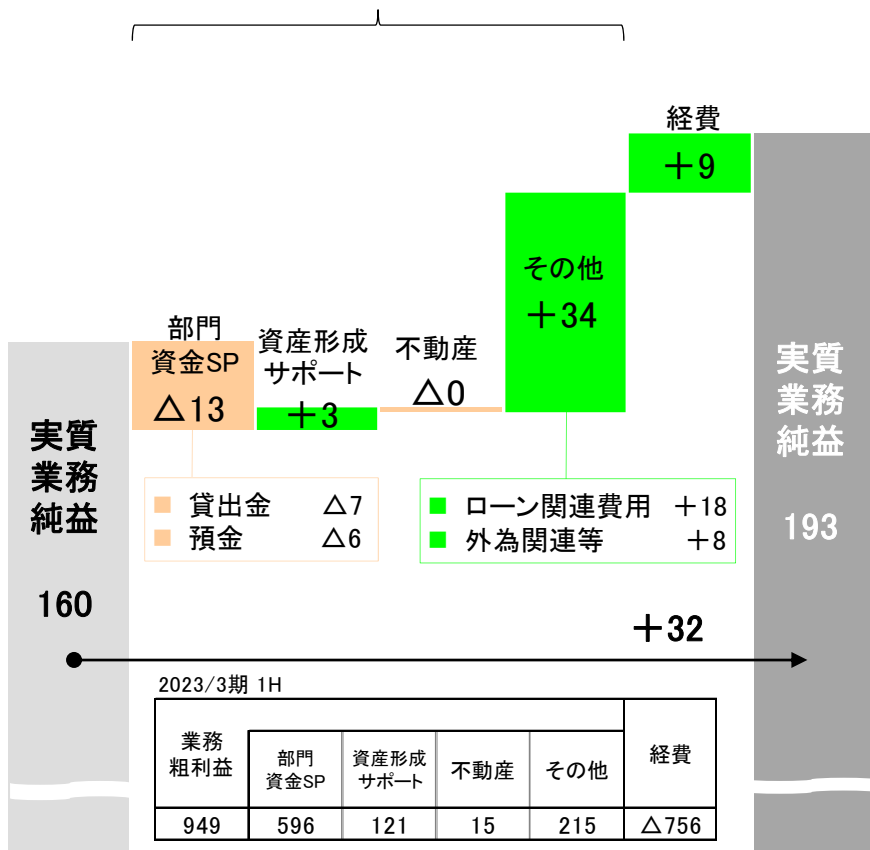 経費
＋9
その他
＋34
部門
資金SP
△13
資産形成
サポート
＋3
不動産
△0
実質
業務
純益
160
実質
業務
純益
193
■ 貸出金 △7
■ 預金 △6
■ ローン関連費用 ＋18
■ 外為関連等 ＋8
＋32
2023/3期 1H
業務
粗利益
部門
資金SP
資産形成
サポート
不動産
その他
経費
949 596 121 15 215 △756